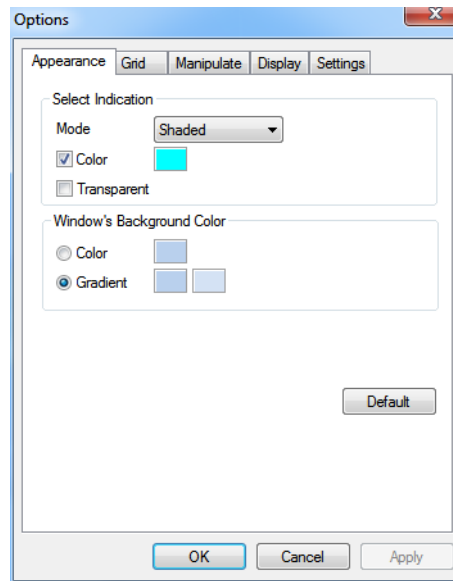 Options
X
Appearance Grid Manipulate Display Settings
Select Indication
Mode Shaded
Color
Transparent
Window's Background Color
Color
Gradient
Default
OK Cancel Apply